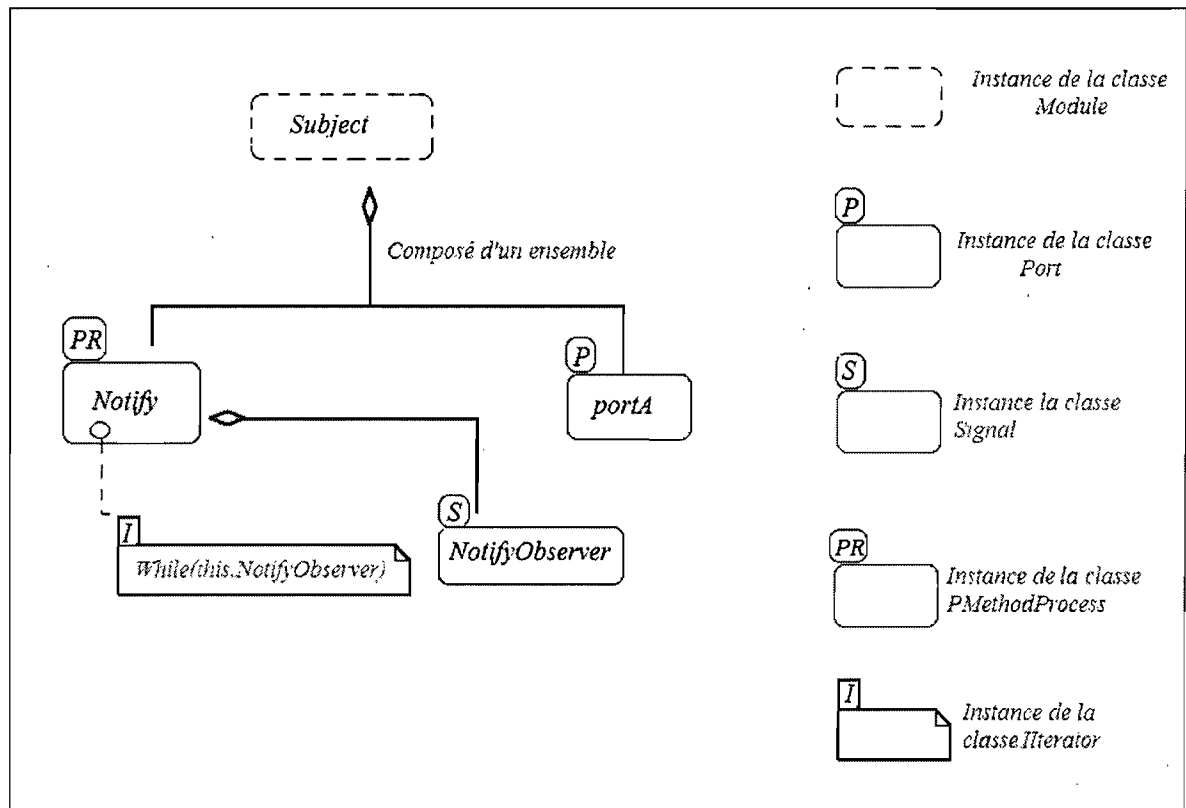 Subject
Composé d'un ensemble
PR
Notify
P
portA
I
While(this.NotifyObserver)
S
NotifyObserver
Instance de la classe
Module
P
Instance de la classe
Port
S
Instance la classe
Signal
PR
Instance de la classe
PMethodProcess
I
Instance de la
classe IIterator